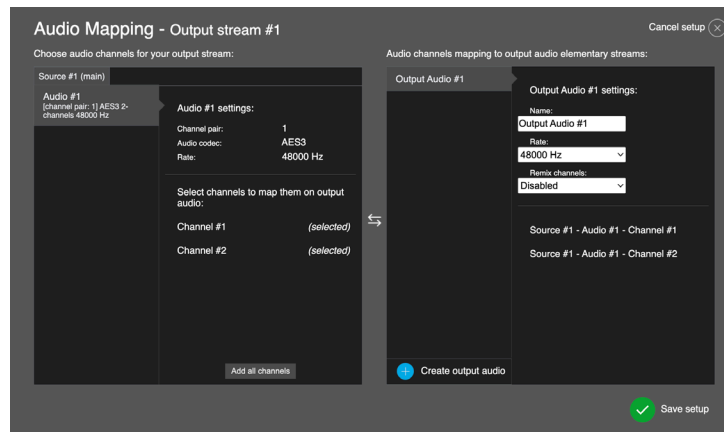 Audio Mapping - Output stream #1
Cancel setup
Choose audio channels for your output stream:
Audio channels mapping to output audio elementary streams:
Source #1 (main)
Audio #1
[channel pair: 1] AES3 2-
channels 48000 Hz
Audio #1 settings:
Channel pair: 1
Audio codec: AES3
Rate: 48000 Hz
Select channels to map them on output
audio:
Channel #1 (selected)
Channel #2 (selected)
Add all channels
Output Audio #1
Output Audio #1 settings:
Name:
Output Audio #1
Rate:
48000 Hz
Remix channels:
Disabled
Source #1 - Audio #1 - Channel #1
Source #1 - Audio #1 - Channel #2
Create output audio
Save setup